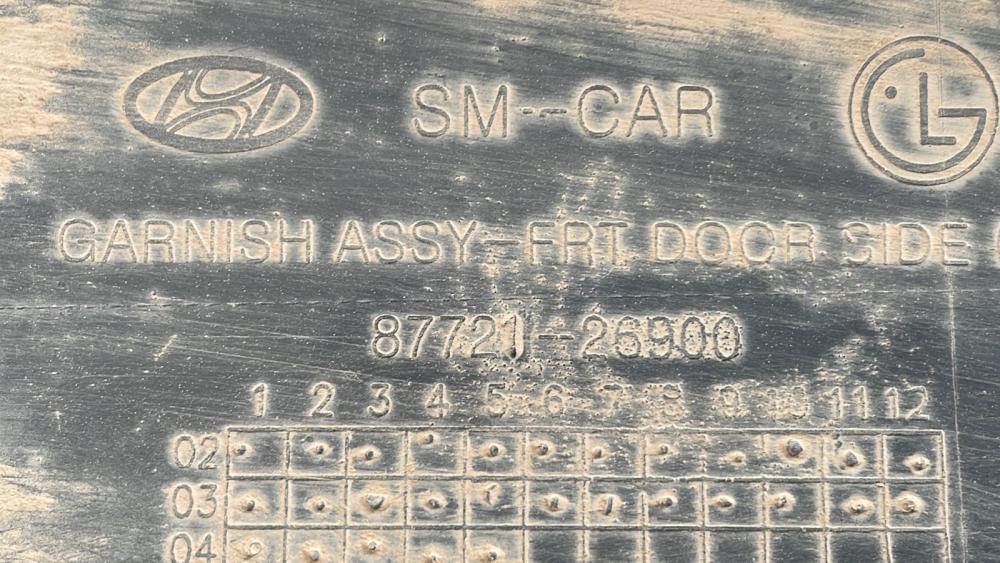 SM--CAR LG
GARNISH ASSY-FRT DOOR SIDE
87721-26900
1 2 3 4 5 6 7 8 9 10 11 12
02
03
04